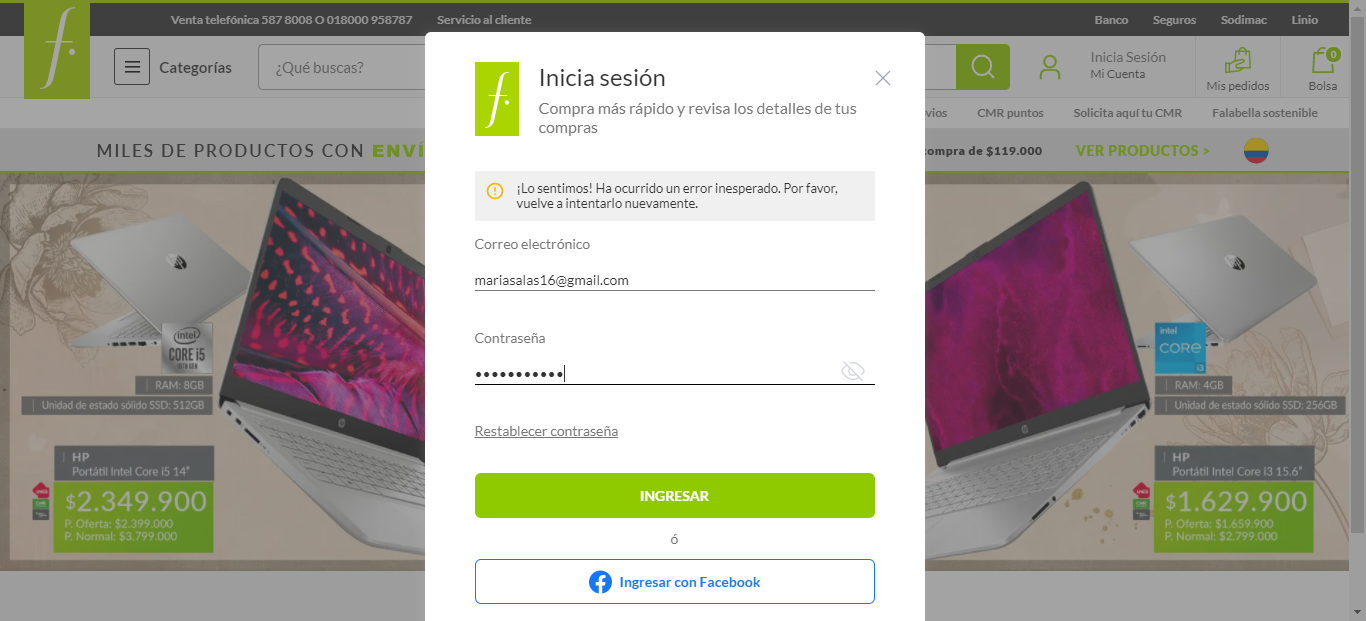 Venta telefónica 587 8008 O 018000 958787
Servicio al cliente
Banco
Seguros
Sodimac
Linio
f.
Categorías
¿Qué buscas?
Inicia Sesión
Mi Cuenta
Mis pedidos
0
Bolsa
CMR puntos
Solicita aquí tu CMR
Falabella sostenible
MILES DE PRODUCTOS CON ENVÍ
compra de $119.000
VER PRODUCTOS >
f.
Inicia sesión
Compra más rápido y revisa los detalles de tus
compras
¡Lo sentimos! Ha ocurrido un error inesperado. Por favor,
vuelve a intentarlo nuevamente.
Correo electrónico
mariasalas16@gmail.com
Contraseña
•••••••••••
Restablecer contraseña
INGRESAR
ó
Ingresar con Facebook
hp
intel
CORE i5
10TH GEN
RAM: 8GB
Unidad de estado sólido SSD: 512GB
HP
Portátil Intel Core i5 14"
$2.349.900
P. Oferta: $2.399.000
P. Normal: $3.799.000
hp
intel
CORE
i3
RAM: 4GB
Unidad de estado sólido SSD: 256GB
HP
Portátil Intel Core i3 15.6"
$1.629.900
P. Oferta: $1.659.900
P. Normal: $2.799.000